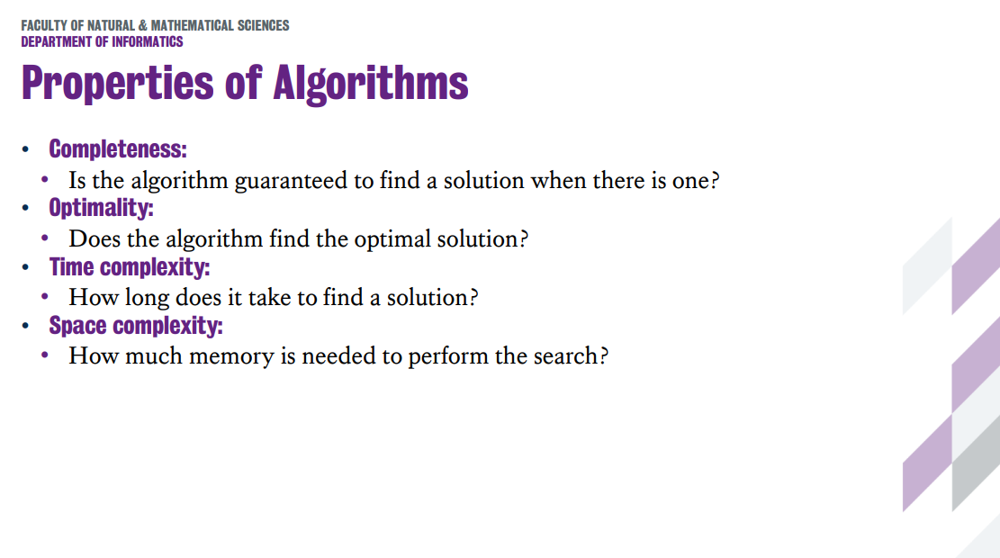 FACULTY OF NATURAL & MATHEMATICAL SCIENCES
DEPARTMENT OF INFORMATICS
Properties of Algorithms
• Completeness:
• Is the algorithm guaranteed to find a solution when there is one?
• Optimality:
• Does the algorithm find the optimal solution?
• Time complexity:
• How long does it take to find a solution?
• Space complexity:
• How much memory is needed to perform the search?